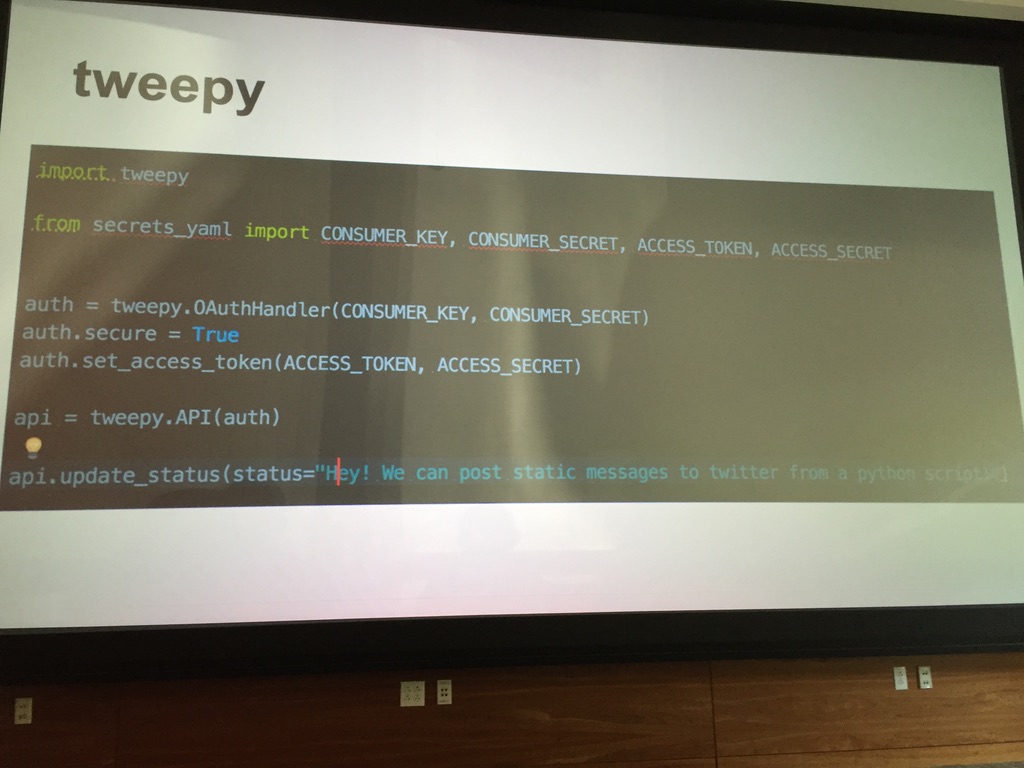 tweepy
import tweepy
from secrets_yaml import CONSUMER_KEY, CONSUMER_SECRET, ACCESS_TOKEN, ACCESS_SECRET
auth = tweepy.OAuthHandler(CONSUMER_KEY, CONSUMER_SECRET)
auth.secure = True
auth.set_access_token(ACCESS_TOKEN, ACCESS_SECRET)
api = tweepy.API(auth)
api.update_status(status="Hey! We can post static messages to twitter from a python script!")